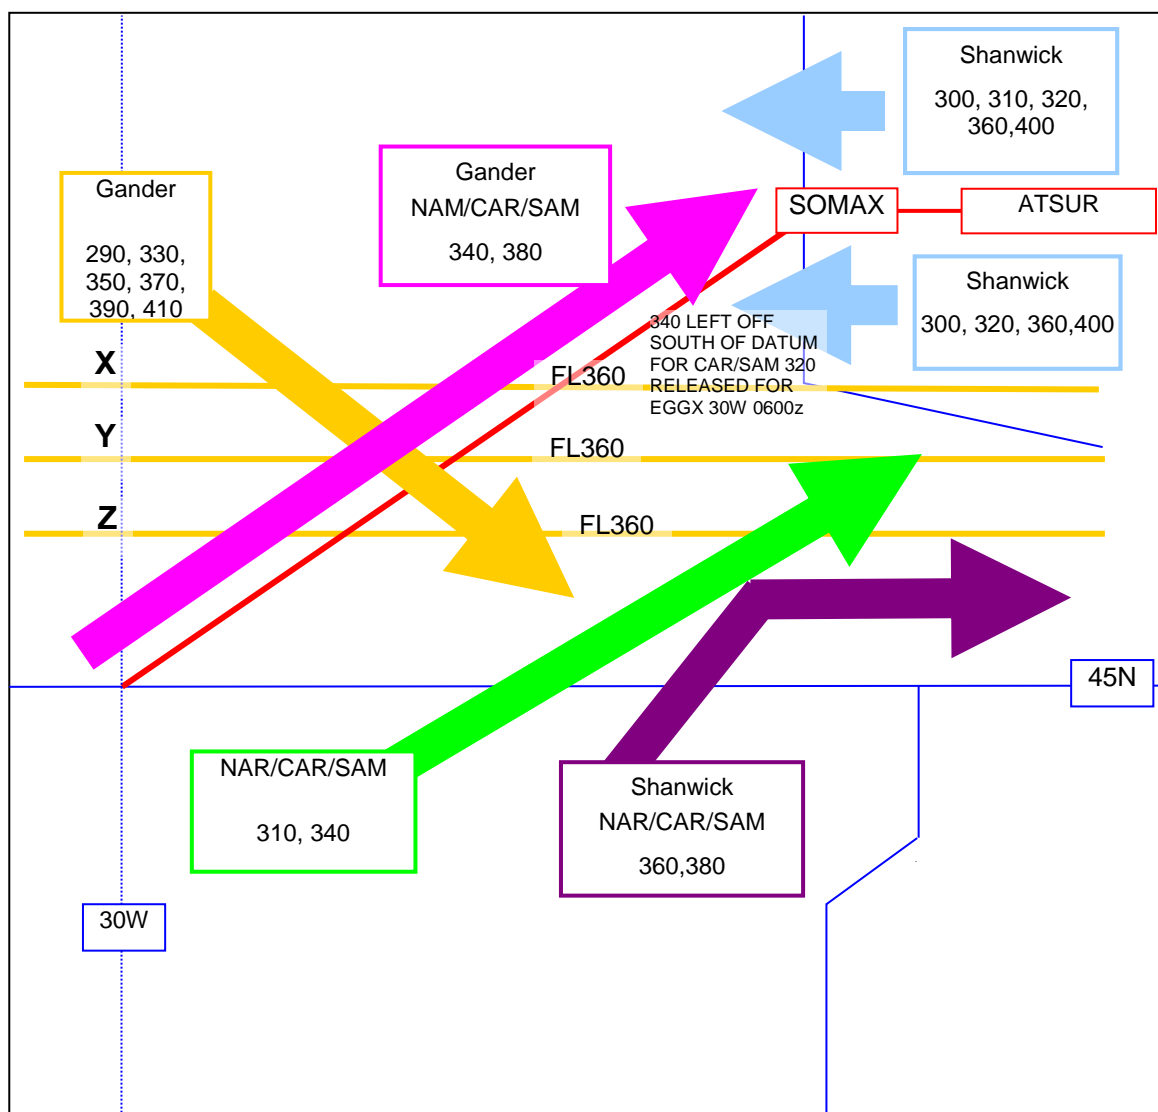 Shanwick
300, 310, 320,
360,400
Gander
NAM/CAR/SAM
340, 380
Gander
290, 330,
350, 370,
390, 410
SOMAX
ATSUR
Shanwick
300, 320, 360,400
340 LEFT OFF
SOUTH OF DATUM
FOR CAR/SAM 320
RELEASED FOR
EGGX 30W 0600z
X
FL360
Y
FL360
Z
FL360
45N
NAR/CAR/SAM
310, 340
Shanwick
NAR/CAR/SAM
360,380
30W